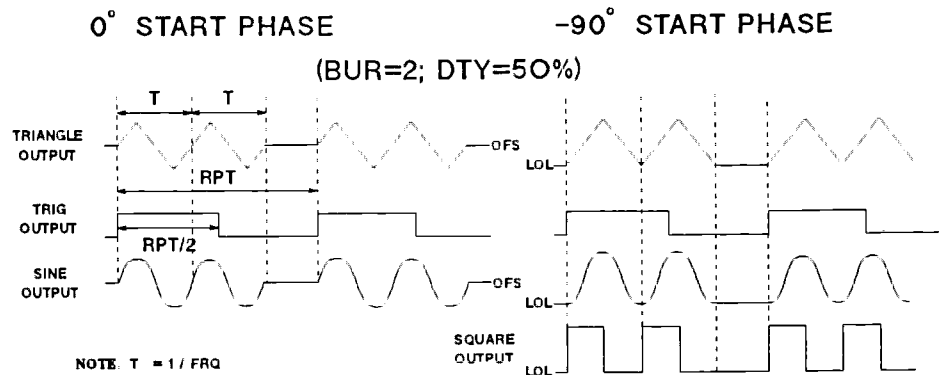 0° START PHASE
-90° START PHASE
(BUR=2; DTY=50%)
T
T
TRIANGLE
OUTPUT
OFS
LOL
RPT
TRIG
OUTPUT
RPT/2
SINE
OUTPUT
OFS
LOL
SQUARE
OUTPUT
LOL
NOTE: T = 1 / FRQ